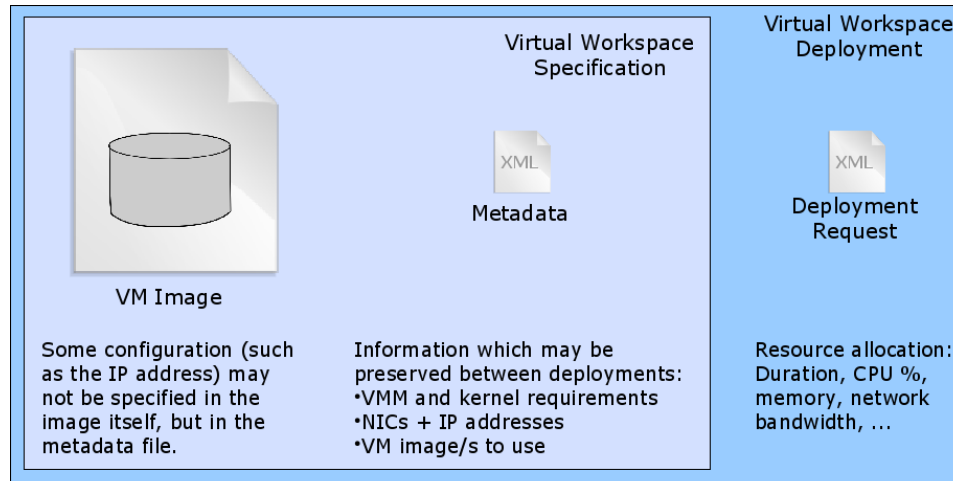 Virtual Workspace
Specification
Virtual Workspace
Deployment
XML
Metadata
XML
Deployment
Request
VM Image
Some configuration (such
as the IP address) may
not be specified in the
image itself, but in the
metadata file.
Information which may be
preserved between deployments:
•VMM and kernel requirements
•NICs + IP addresses
•VM image/s to use
Resource allocation:
Duration, CPU %,
memory, network
bandwidth, ...